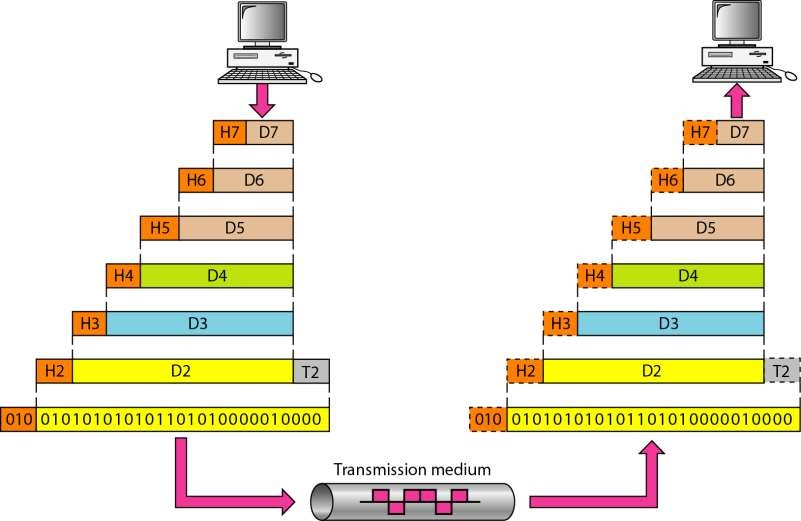 H7 D7 H7 D7
H6 D6 H6 D6
H5 D5 H5 D5
H4 D4 H4 D4
H3 D3 H3 D3
H2 D2 T2 H2 D2 T2
010 010101010101101010000010000 010 010101010101101010000010000
Transmission medium